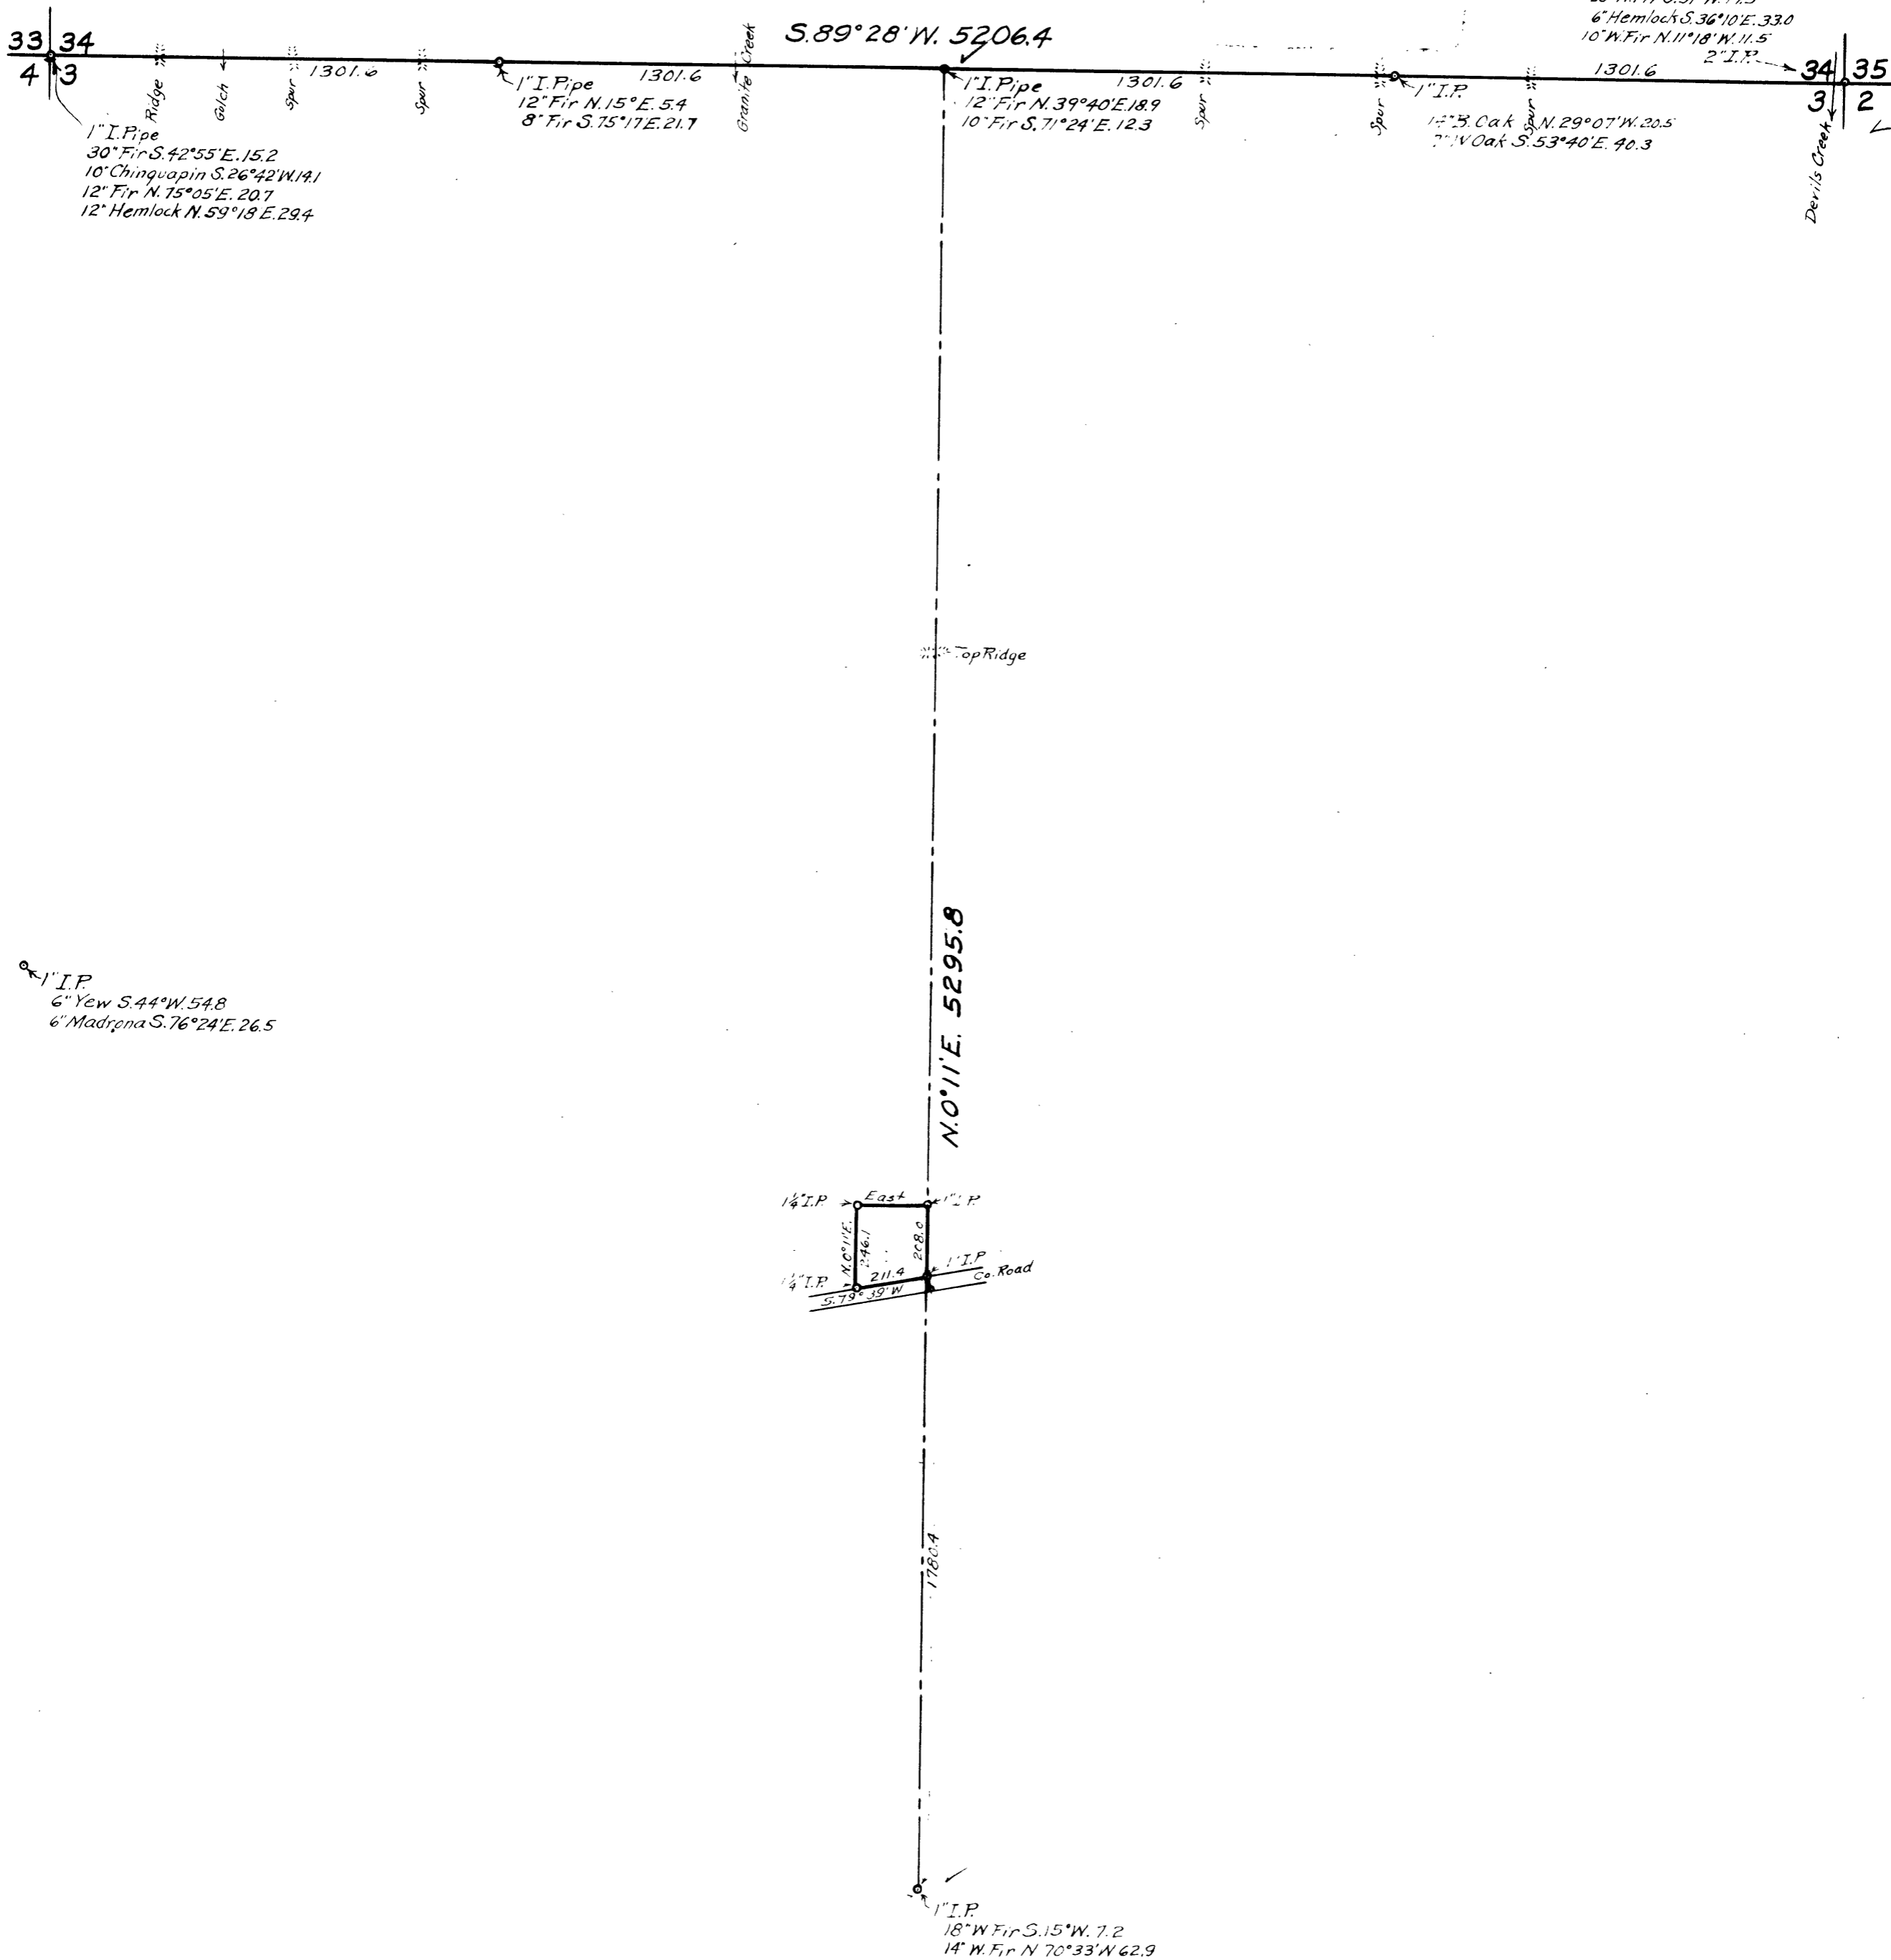 6" Hemlock S. 36°10' E. 33.0
10" W. Fir N. 11°18' W. 11.5
2" I.P.
S. 89° 28' W. 5206.4
33 34
4 3
34 35
3 2
Ridge
Gulch
Spur
1301.6
Spur
1301.6
Granite Creek
1301.6
Spur
Spur
Spur
1301.6
Devils Creek
1" I. Pipe
30" Fir S. 42°55' E. 15.2
10" Chinquapin S. 26°42' W. 14.1
12" Fir N. 75°05' E. 20.7
12" Hemlock N. 59°18 E. 29.4
1" I. Pipe
12" Fir N. 15° E. 5.4
8" Fir S. 75°17 E. 21.7
1" I. Pipe
12" Fir N. 39°40' E. 18.9
10" Fir S. 71°24' E. 12.3
1" I.P.
B. Oak N. 29°07' W. 20.5
7" W Oak S. 53°40' E. 40.3
Top Ridge
1" I.P.
6" Yew S. 44° W. 54.8
6" Madrona S. 76°24' E. 26.5
N. 0° 11' E. 5295.8
1¼" I.P.
East
1" I.P.
N. 0°11' E.
246.1
208.0
1" I.P.
Co. Road
1¼" I.P.
211.4
S. 79° 39' W
1780.4
1" I.P.
18" W Fir S. 15° W. 7.2
14" W. Fir N 70°33' W 62.9